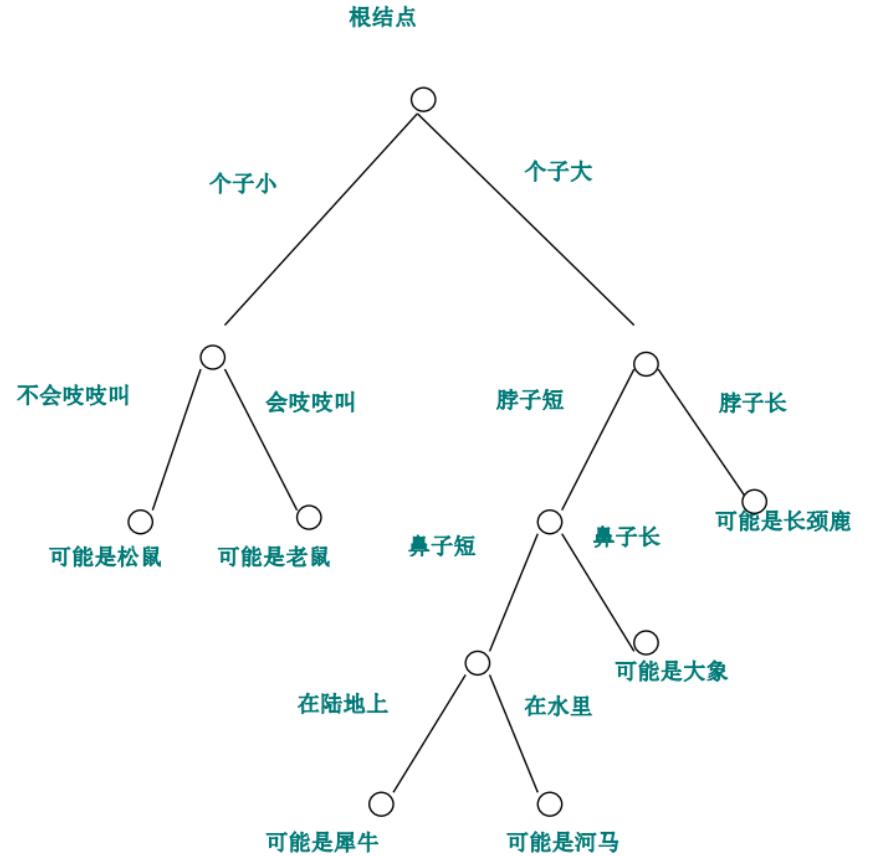 根结点
个子小
个子大
不会吱吱叫
会吱吱叫
脖子短
脖子长
可能是松鼠
可能是老鼠
鼻子短
鼻子长
可能是长颈鹿
在陆地上
在水里
可能是大象
可能是犀牛
可能是河马